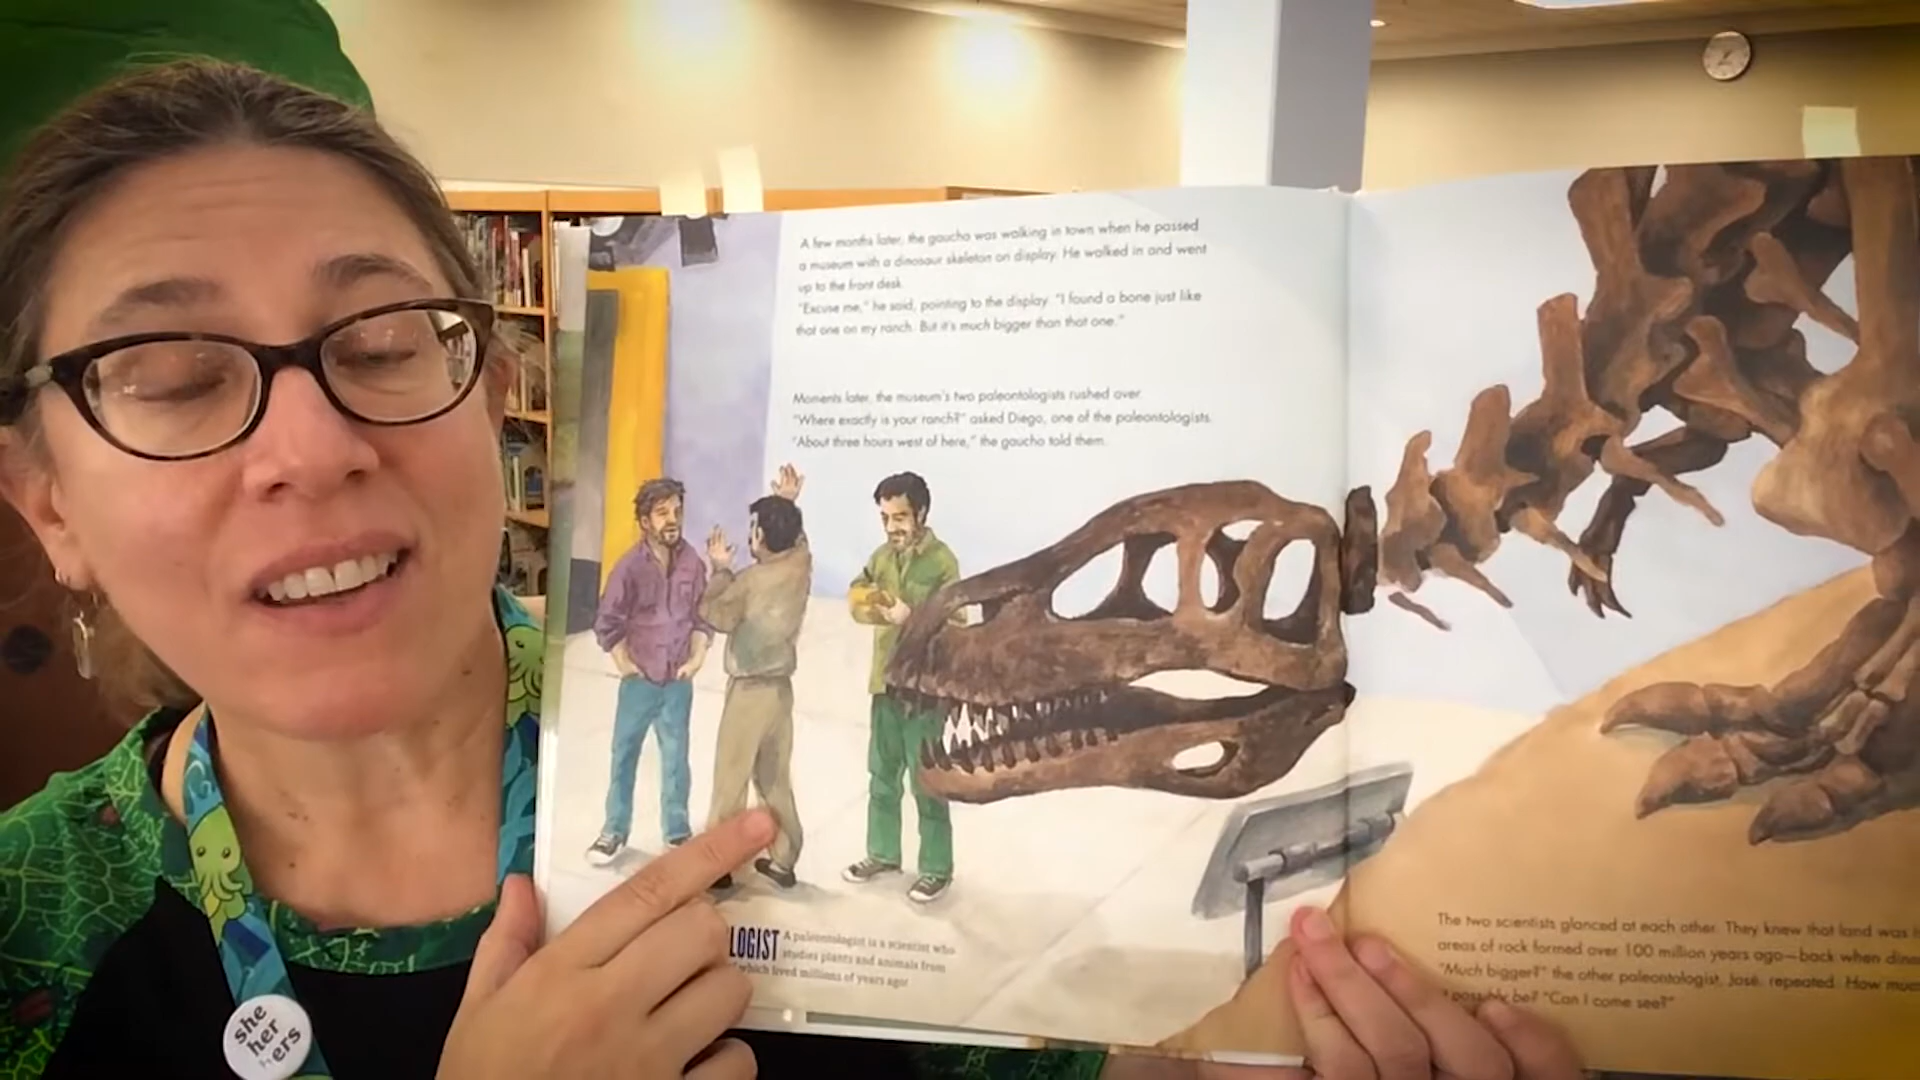 A few months later, the gaucho was walking in town when he passed
a museum with a dinosaur skeleton on display. He walked in and went
up to the front desk.
"Excuse me," he said, pointing to the display. "I found a bone just like
that one on my ranch. But it's much bigger than that one."
Moments later, the museum's two paleontologists rushed over.
"Where exactly is your ranch?" asked Diego, one of the paleontologists.
"About three hours west of here," the gaucho told them.
LOGIST A paleontologist is a scientist who
studies plants and animals from
which lived millions of years ago!
The two scientists glanced at each other. They knew that land was
areas of rock formed over 100 million years ago—back when
"Much bigger?" the other paleontologist, José, repeated. How
possibly be? "Can I come see?"
she
her
hers